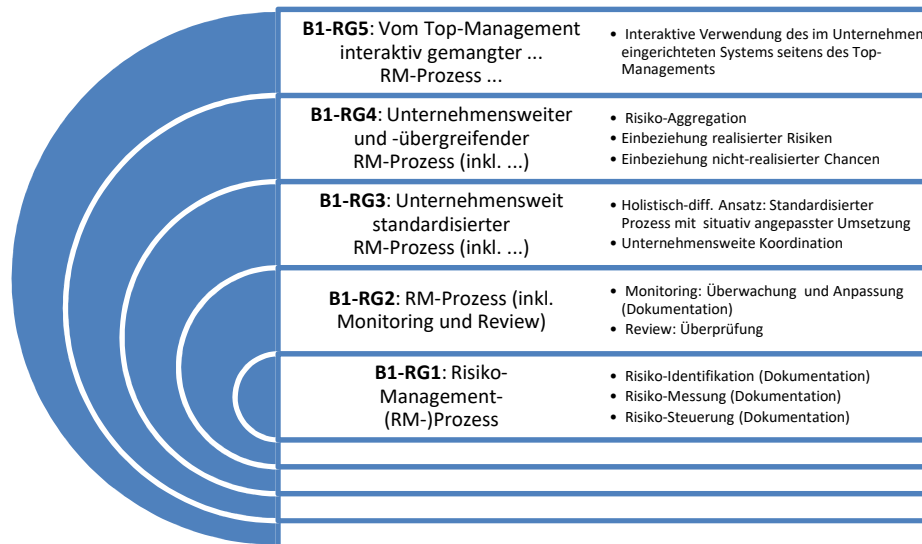 B1-RG5: Vom Top-Management
interaktiv gemangter ...
RM-Prozess ...
• Interaktive Verwendung des im Unternehmen
eingerichteten Systems seitens des Top-
Managements
B1-RG4: Unternehmensweiter
und -übergreifender
RM-Prozess (inkl. ...)
• Risiko-Aggregation
• Einbeziehung realisierter Risiken
• Einbeziehung nicht-realisierter Chancen
B1-RG3: Unternehmensweit
standardisierter
RM-Prozess (inkl. ...)
• Holistisch-diff. Ansatz: Standardisierter
Prozess mit situativ angepasster Umsetzung
• Unternehmensweite Koordination
B1-RG2: RM-Prozess (inkl.
Monitoring und Review)
• Monitoring: Überwachung und Anpassung
(Dokumentation)
• Review: Überprüfung
B1-RG1: Risiko-
Management-
(RM-)Prozess
• Risiko-Identifikation (Dokumentation)
• Risiko-Messung (Dokumentation)
• Risiko-Steuerung (Dokumentation)